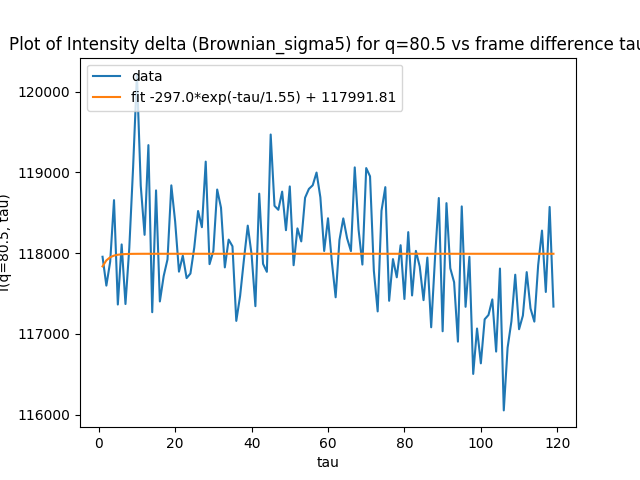 Plot of Intensity delta (Brownian_sigma5) for q=80.5 vs frame difference tau
data
fit -297.0*exp(-tau/1.55) + 117991.81
120000
119000
118000
117000
116000
I(q=80.5, tau)
0 20 40 60 80 100 120
tau